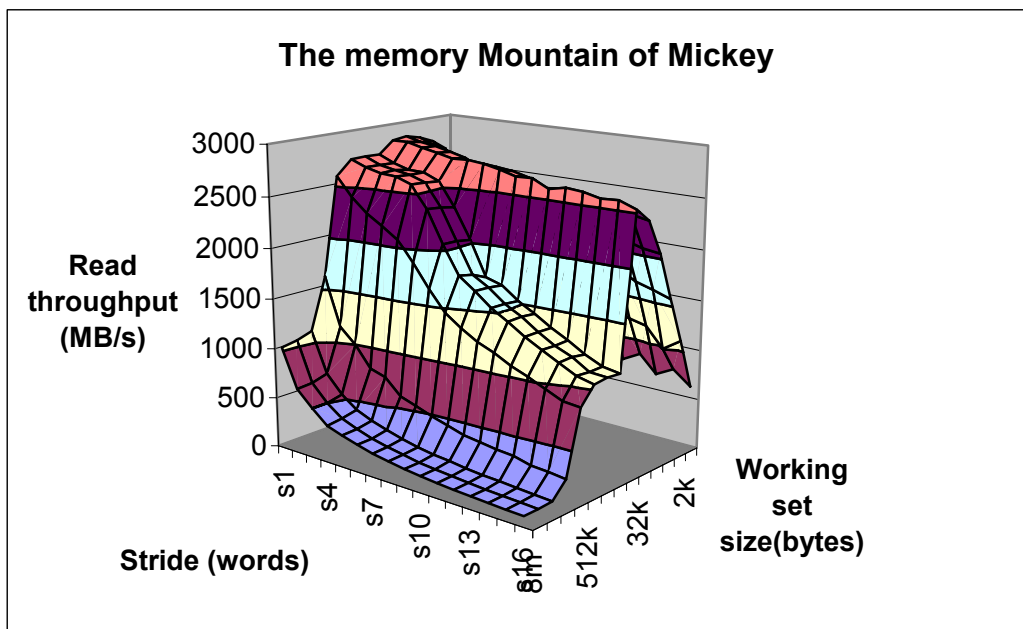 The memory Mountain of Mickey
3000
2500
2000
1500
1000
500
0
Read
throughput
(MB/s)
s1
s4
s7
s10
s13
s16
Stride (words)
8m
512k
32k
2k
Working
set
size(bytes)